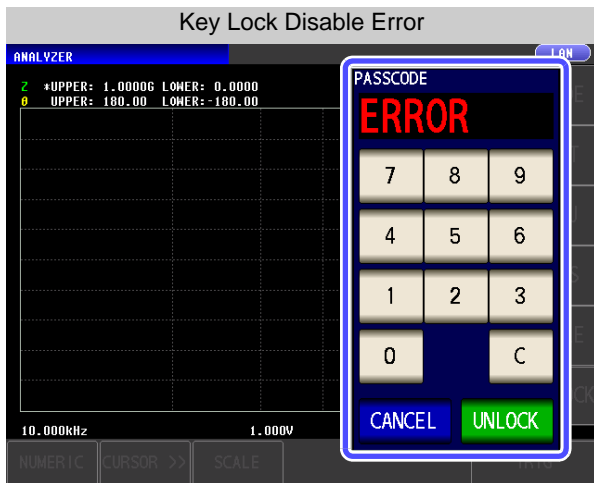 Key Lock Disable Error
ANALYZER
LAN
Z *UPPER: 1.0000G LOWER: 0.0000
θ UPPER: 180.00 LOWER:-180.00
PASSCODE
ERROR
7 8 9
4 5 6
1 2 3
0 C
CANCEL UNLOCK
10.000kHz 1.000V
NUMERIC CURSOR >> SCALE